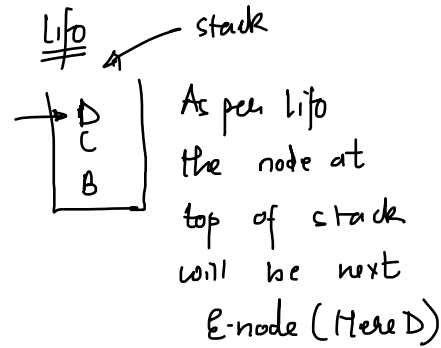 Lifo
stack
D
C
B
As per lifo
the node at
top of stack
will be next
E-node (Here D)